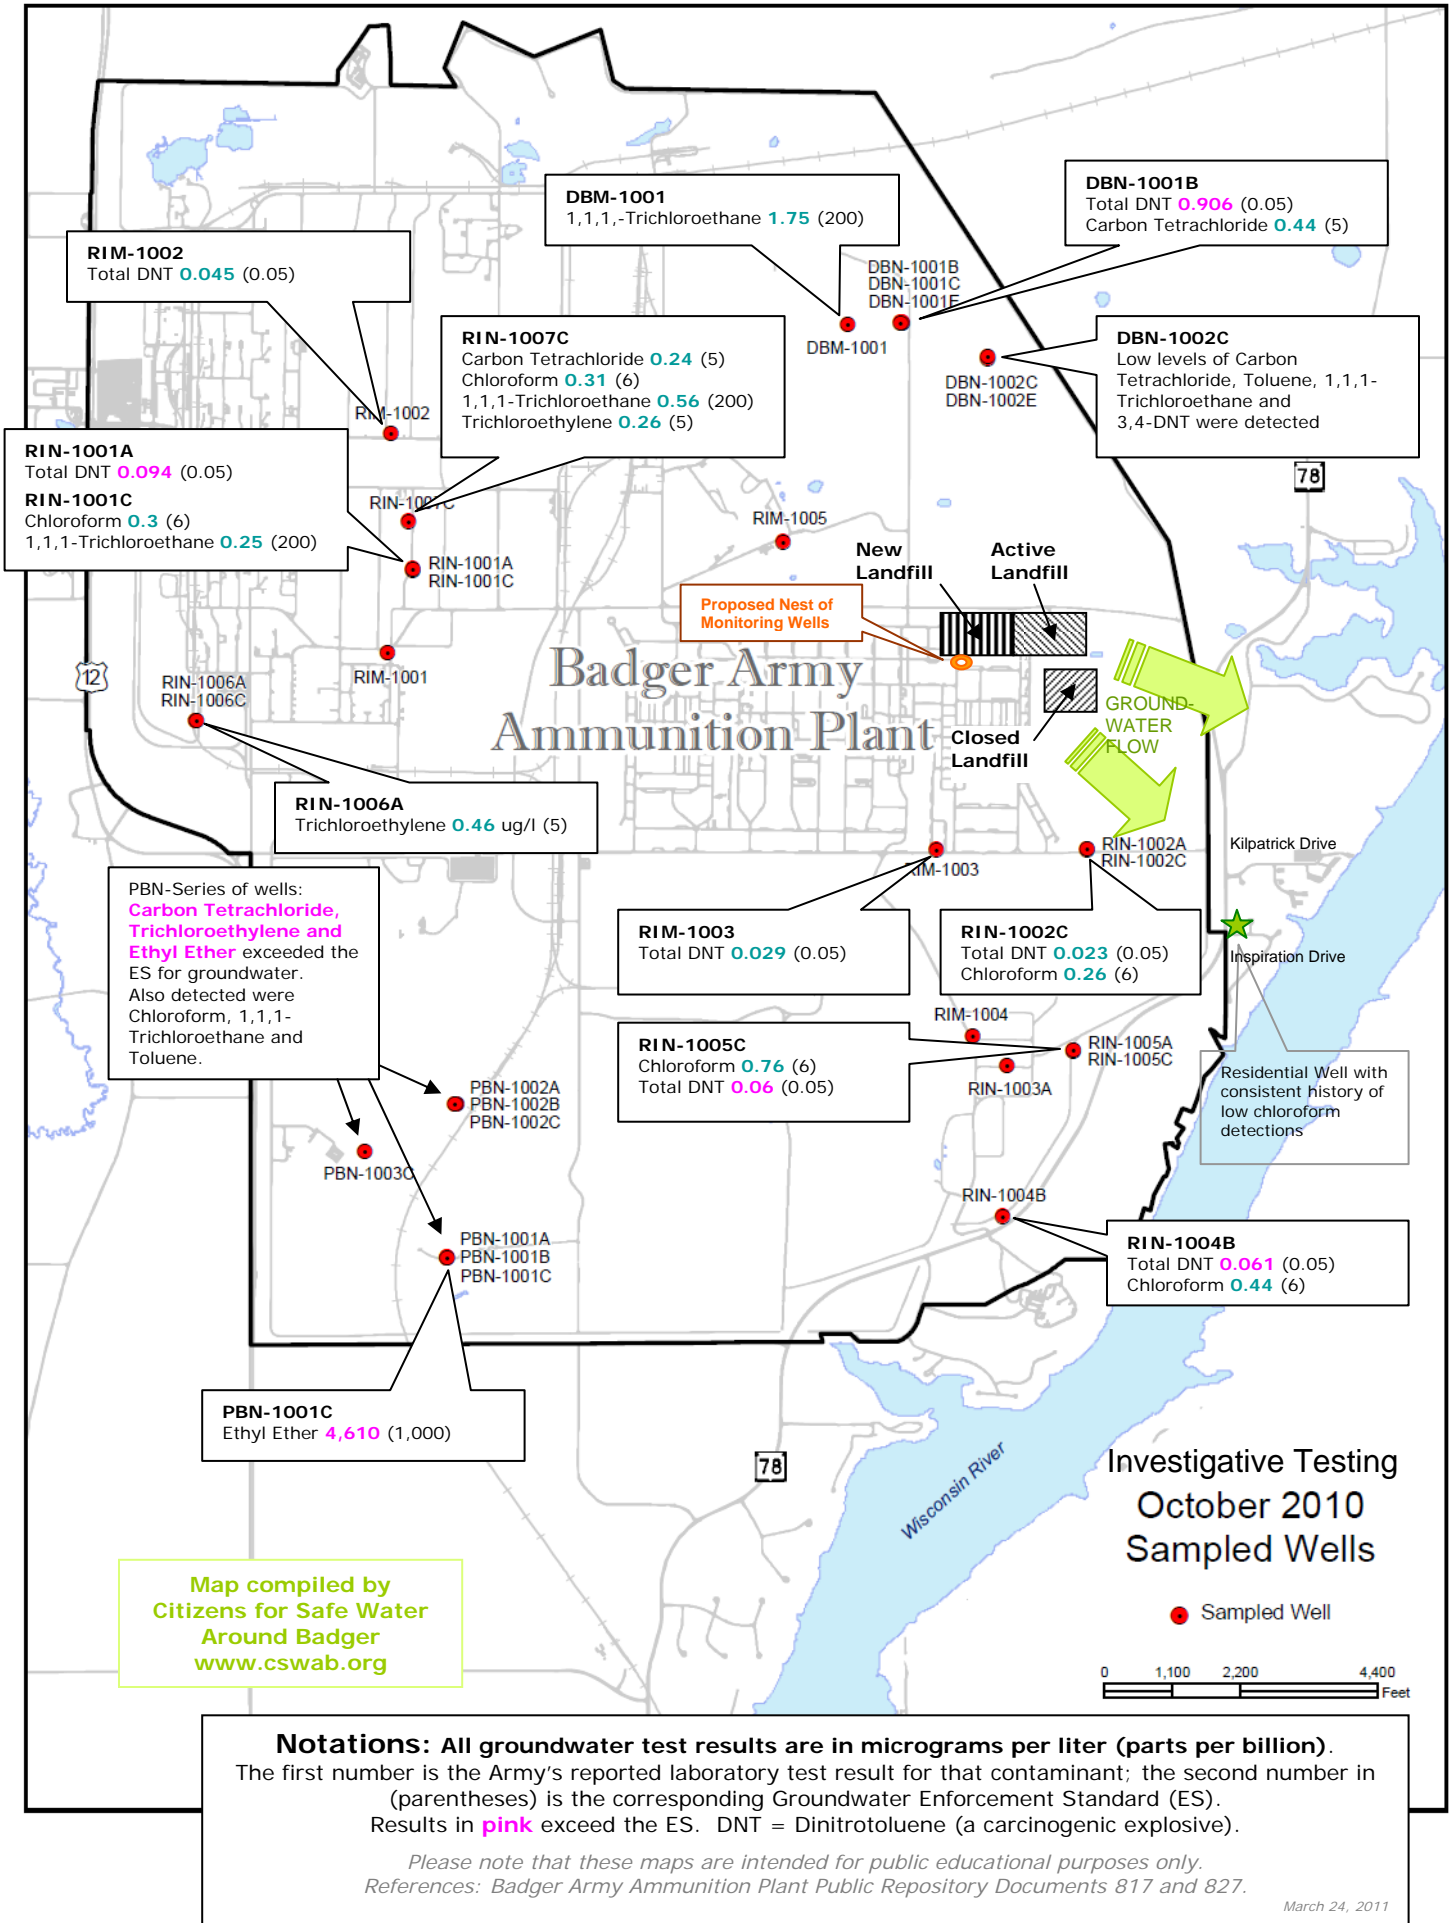 DBM-1001
1,1,1,-Trichloroethane 1.75 (200)
DBN-1001B
Total DNT 0.906 (0.05)
Carbon Tetrachloride 0.44 (5)
RIM-1002
Total DNT 0.045 (0.05)
DBN-1001B
DBN-1001C
DBN-1001E
DBM-1001
RIN-1007C
Carbon Tetrachloride 0.24 (5)
Chloroform 0.31 (6)
1,1,1-Trichloroethane 0.56 (200)
Trichloroethylene 0.26 (5)
DBN-1002C
Low levels of Carbon
Tetrachloride, Toluene, 1,1,1-
Trichloroethane and
3,4-DNT were detected
DBN-1002C
DBN-1002E
RIM-1002
RIN-1001A
Total DNT 0.094 (0.05)
RIN-1001C
Chloroform 0.3 (6)
1,1,1-Trichloroethane 0.25 (200)
78
RIN-1007C
RIM-1005
RIN-1001A
RIN-1001C
New
Landfill
Active
Landfill
Proposed Nest of
Monitoring Wells
12
RIM-1001
RIN-1006A
RIN-1006C
Badger Army
Ammunition Plant
GROUND-
WATER
FLOW
Closed
Landfill
RIN-1006A
Trichloroethylene 0.46 ug/l (5)
RIM-1003
RIN-1002A
RIN-1002C
Kilpatrick Drive
PBN-Series of wells:
Carbon Tetrachloride,
Trichloroethylene and
Ethyl Ether exceeded the
ES for groundwater.
Also detected were
Chloroform, 1,1,1-
Trichloroethane and
Toluene.
RIM-1003
Total DNT 0.029 (0.05)
RIN-1002C
Total DNT 0.023 (0.05)
Chloroform 0.26 (6)
Inspiration Drive
RIM-1004
RIN-1005C
Chloroform 0.76 (6)
Total DNT 0.06 (0.05)
RIN-1005A
RIN-1005C
RIN-1003A
Residential Well with
consistent history of
low chloroform
detections
PBN-1002A
PBN-1002B
PBN-1002C
PBN-1003C
RIN-1004B
PBN-1001A
PBN-1001B
PBN-1001C
RIN-1004B
Total DNT 0.061 (0.05)
Chloroform 0.44 (6)
PBN-1001C
Ethyl Ether 4,610 (1,000)
78
Wisconsin River
Investigative Testing
October 2010
Sampled Wells
Sampled Well
Map compiled by
Citizens for Safe Water
Around Badger
www.cswab.org
0 1,100 2,200 4,400
Feet
Notations: All groundwater test results are in micrograms per liter (parts per billion).
The first number is the Army's reported laboratory test result for that contaminant; the second number in
(parentheses) is the corresponding Groundwater Enforcement Standard (ES).
Results in pink exceed the ES. DNT = Dinitrotoluene (a carcinogenic explosive).
Please note that these maps are intended for public educational purposes only.
References: Badger Army Ammunition Plant Public Repository Documents 817 and 827.
March 24, 2011